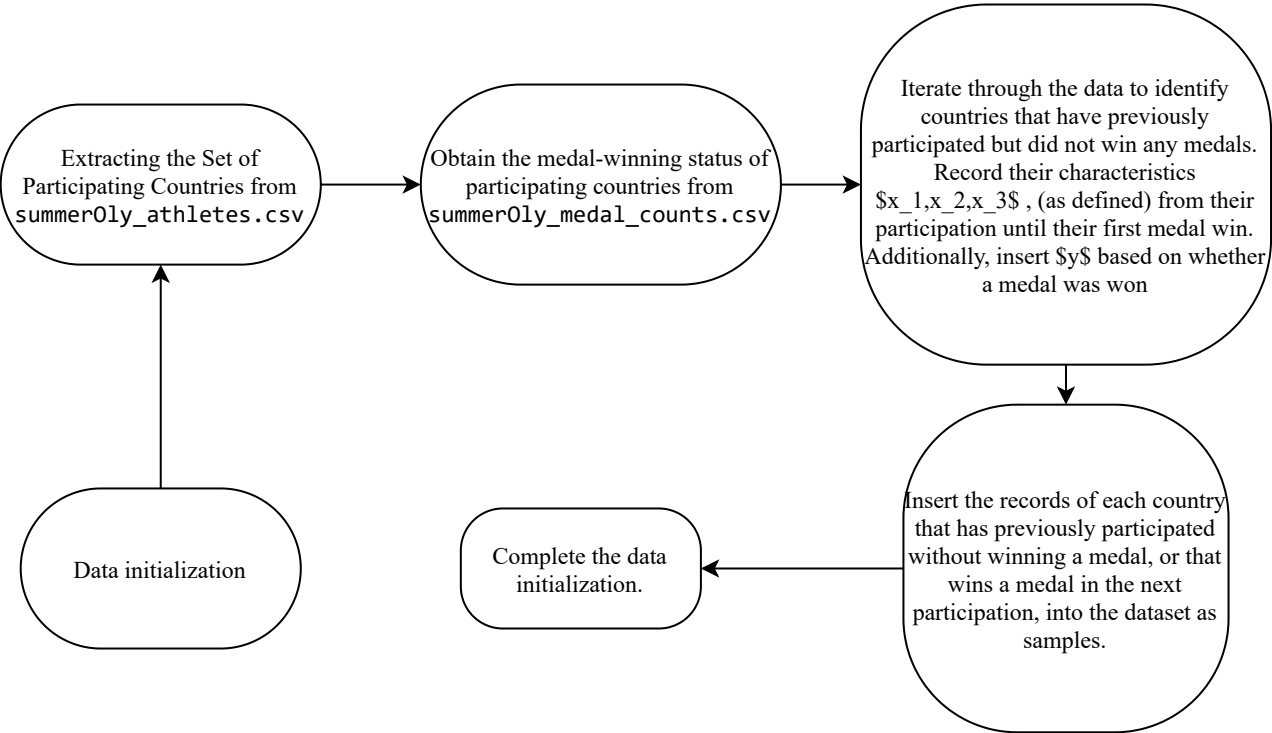 Data initialization
Extracting the Set of
Participating Countries from
summerOly_athletes.csv
Obtain the medal-winning status of
participating countries from
summerOly_medal_counts.csv
Iterate through the data to identify
countries that have previously
participated but did not win any medals.
Record their characteristics
$x_1,x_2,x_3$ , (as defined) from their
participation until their first medal win.
Additionally, insert $y$ based on whether
a medal was won
Insert the records of each country
that has previously participated
without winning a medal, or that
wins a medal in the next
participation, into the dataset as
samples.
Complete the data
initialization.